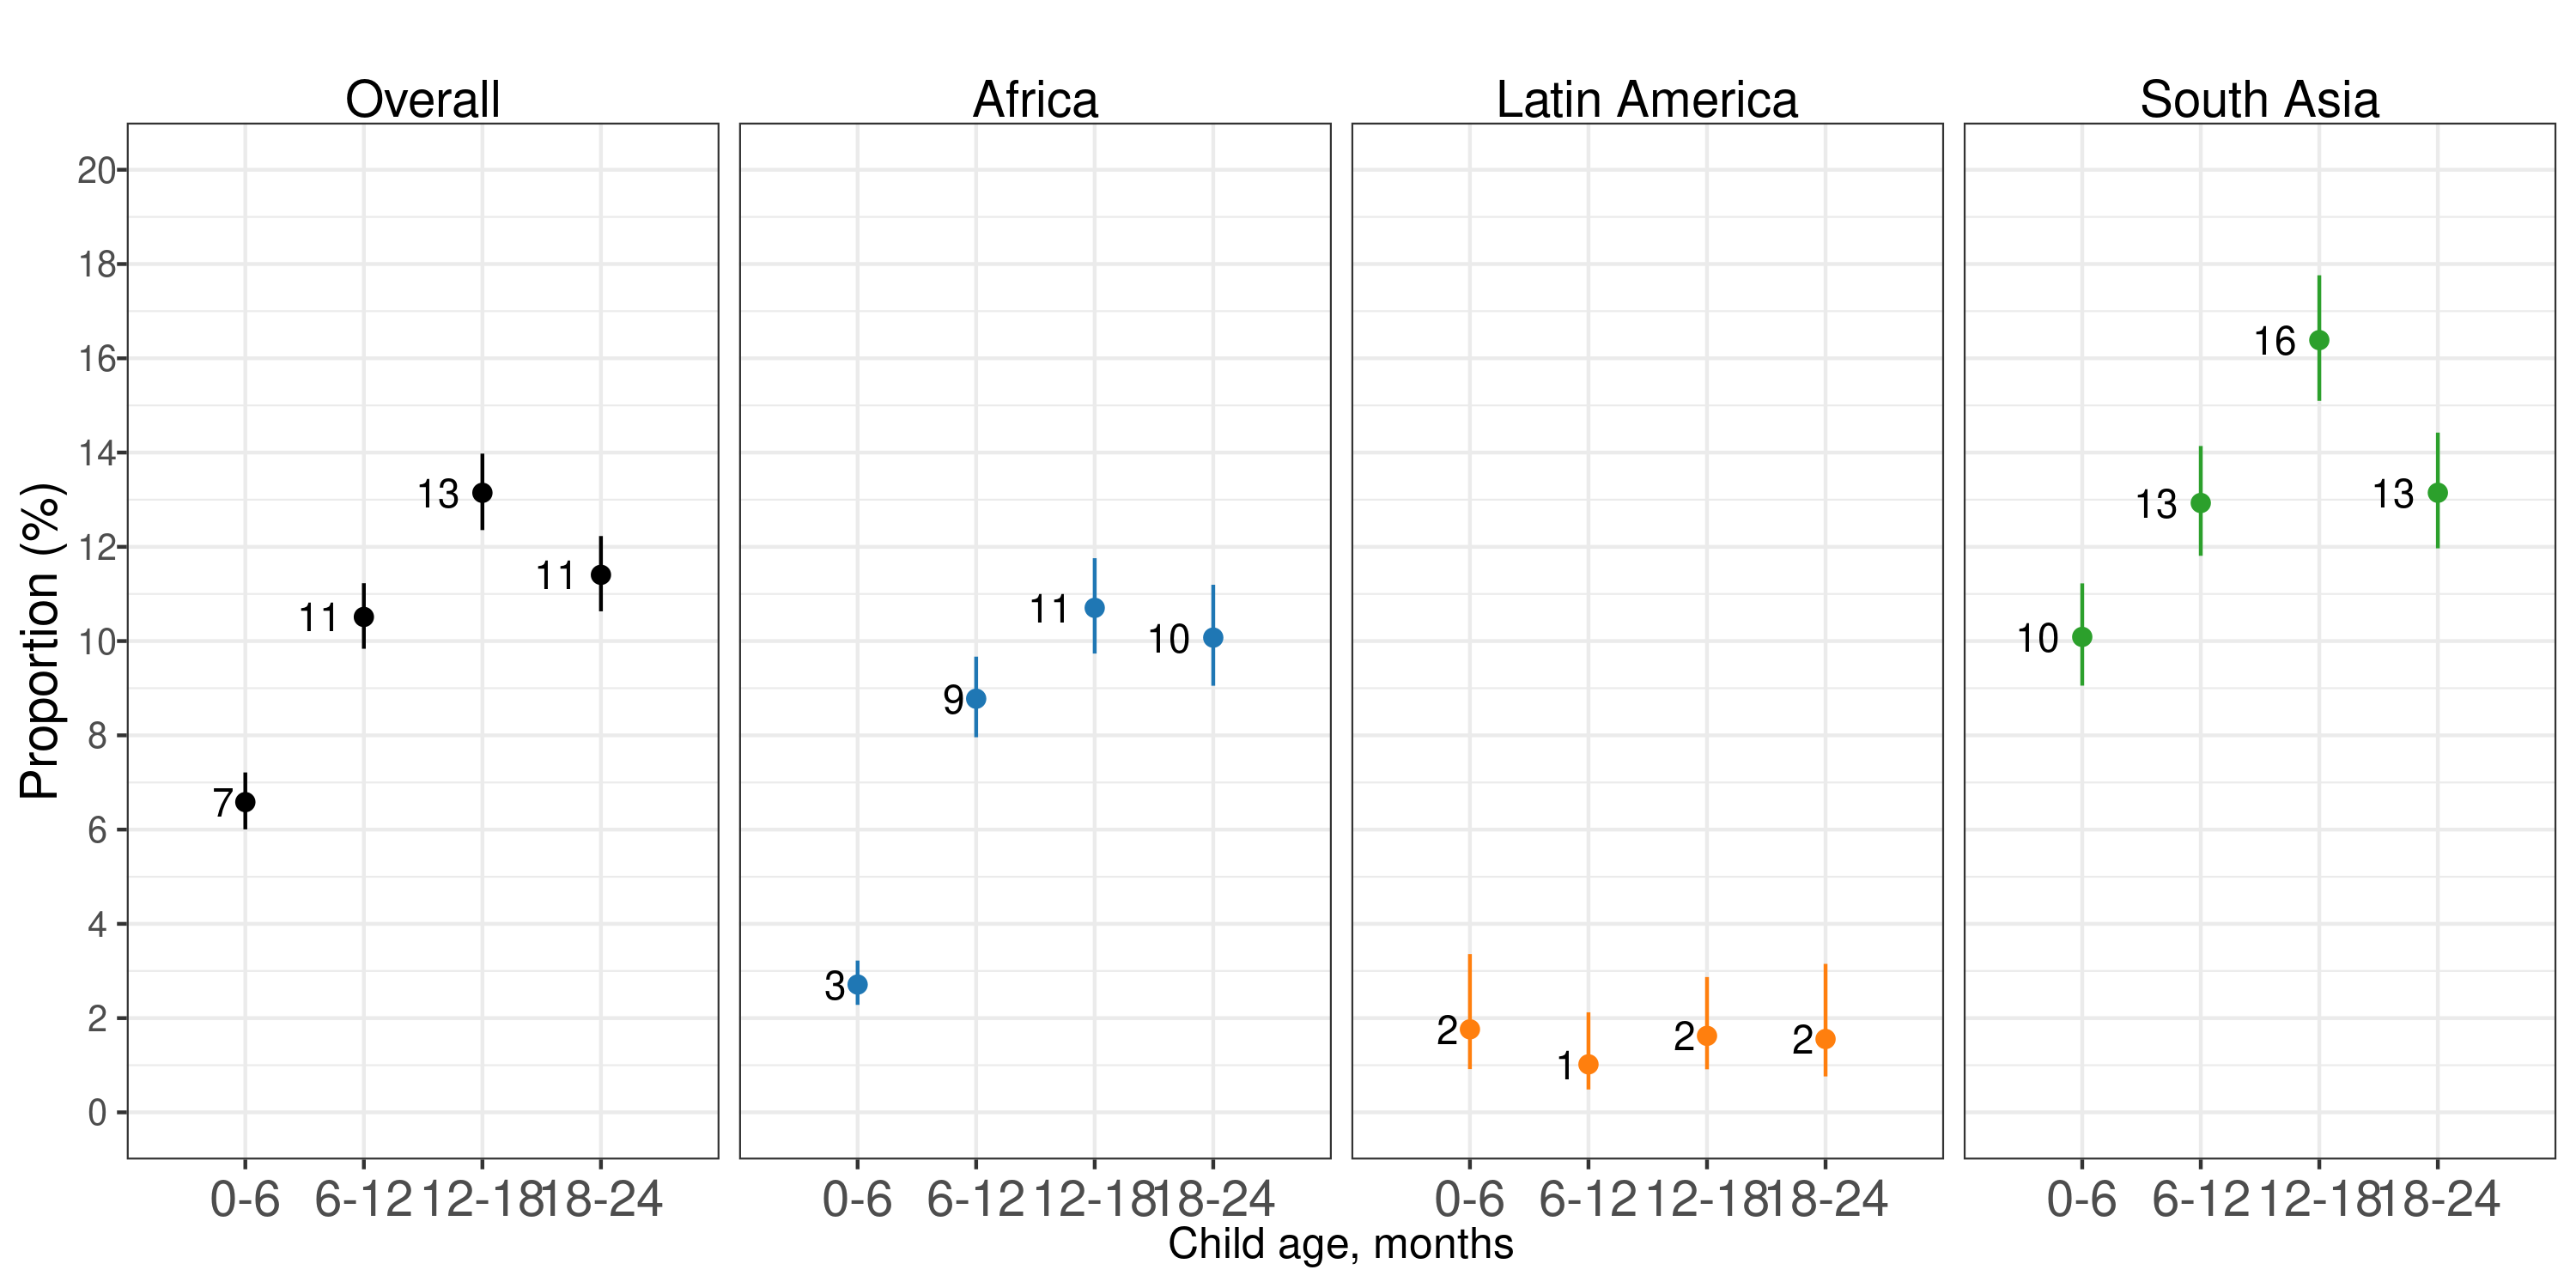 Overall Africa Latin America South Asia
Proportion (%)
20
18
16
14
12
10
8
6
4
2
0
7 11 13 11
3 9 11 10
2 1 2 2
10 13 16 13
0-6 6-12 12-18 18-24 0-6 6-12 12-18 18-24 0-6 6-12 12-18 18-24 0-6 6-12 12-18 18-24
Child age, months